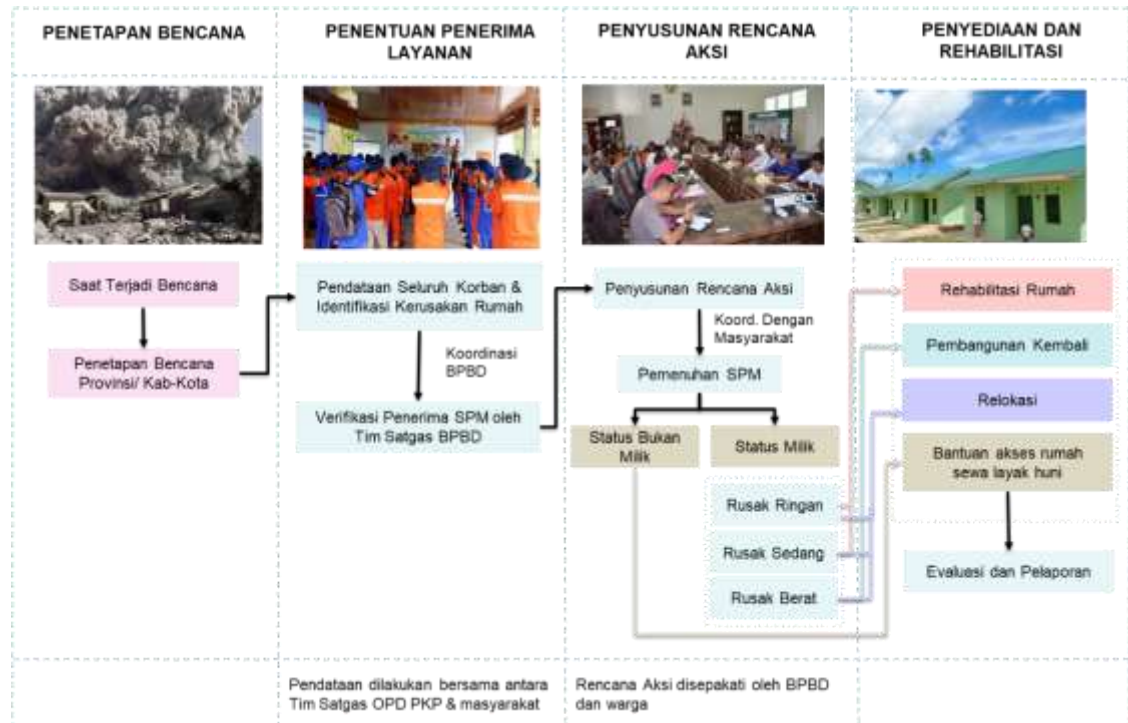 PENETAPAN BENCANA
PENENTUAN PENERIMA
LAYANAN
PENYUSUNAN RENCANA
AKSI
PENYEDIAAN DAN
REHABILITASI
Saat Terjadi Bencana
Penetapan Bencana
Provinsi/ Kab-Kota
Pendataan Seluruh Korban &
Identifikasi Kerusakan Rumah
Koordinasi
BPBD
Verifikasi Penerima SPM oleh
Tim Satgas BPBD
Penyusunan Rencana Aksi
Koord. Dengan
Masyarakat
Pemenuhan SPM
Status Bukan
Milik
Status Milik
Rusak Ringan
Rusak Sedang
Rusak Berat
Rehabilitasi Rumah
Pembangunan Kembali
Relokasi
Bantuan akses rumah
sewa layak huni
Evaluasi dan Pelaporan
Pendataan dilakukan bersama antara
Tim Satgas OPD PKP & masyarakat
Rencana Aksi disepakati oleh BPBD
dan warga